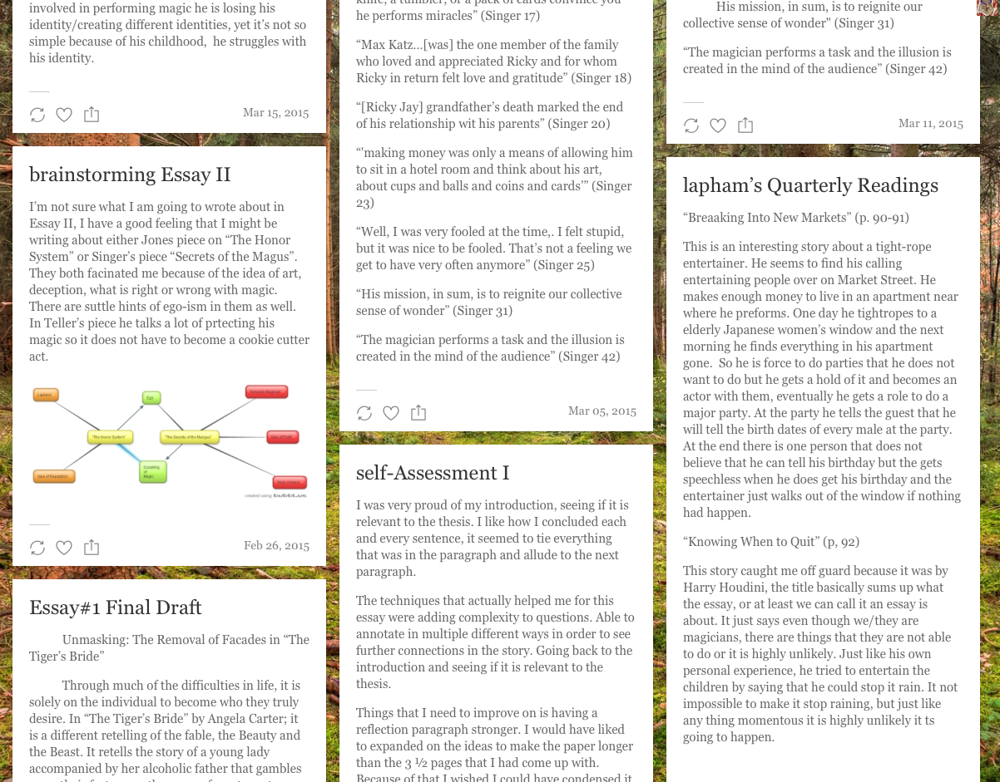 involved in performing magic he is losing his
identity/creating different identities, yet it's not so
simple because of his childhood,  he struggles with
his identity.
Mar 15, 2015
brainstorming Essay II
I'm not sure what I am going to wrote about in
Essay II, I have a good feeling that I might be
writing about either Jones piece on “The Honor
System” or Singer's piece “Secrets of the Magus”.
They both facinated me because of the idea of art,
deception, what is right or wrong with magic.
There are suttle hints of ego-ism in them as well.
In Teller's piece he talks a lot of prtecting his
magic so it does not have to become a cookie cutter
act.
Ego
"The Honor System"
"The Secrets of the Mangus"
Idea of Reputation
Magic
created using bubbl.us
Feb 26, 2015
Essay#1 Final Draft
Unmasking: The Removal of Facades in “The
Tiger's Bride”
Through much of the difficulties in life, it is
solely on the individual to become who they truly
desire. In “The Tiger's Bride” by Angela Carter; it
is a different retelling of the fable, the Beauty and
the Beast. It retells the story of a young lady
accompanied by her alcoholic father that gambles
knife, a tumbler, or a pack of cards convince you
he performs miracles” (Singer 17)
“Max Katz…[was] the one member of the family
who loved and appreciated Ricky and for whom
Ricky in return felt love and gratitude” (Singer 18)
“[Ricky Jay] grandfather's death marked the end
of his relationship wit his parents” (Singer 20)
“'making money was only a means of allowing him
to sit in a hotel room and think about his art,
about cups and balls and coins and cards'” (Singer
23)
“Well, I was very fooled at the time,. I felt stupid,
but it was nice to be fooled. That's not a feeling we
get to have very often anymore” (Singer 25)
“His mission, in sum, is to reignite our collective
sense of wonder” (Singer 31)
“The magician performs a task and the illusion is
created in the mind of the audience” (Singer 42)
Mar 05, 2015
self-Assessment I
I was very proud of my introduction, seeing if it is
relevant to the thesis. I like how I concluded each
and every sentence, it seemed to tie everything
that was in the paragraph and allude to the next
paragraph.
The techniques that actually helped me for this
essay were adding complexity to questions. Able to
annotate in multiple different ways in order to see
further connections in the story. Going back to the
introduction and seeing if it is relevant to the
thesis.
Things that I need to improve on is having a
reflection paragraph stronger. I would have liked
to expanded on the ideas to make the paper longer
than the 3 ½ pages that I had come up with.
Because of that I wished I could have condensed it
His mission, in sum, is to reignite our
collective sense of wonder" (Singer 31)
“The magician performs a task and the illusion is
created in the mind of the audience” (Singer 42)
Mar 11, 2015
lapham's Quarterly Readings
“Breaaking Into New Markets” (p. 90-91)
This is an interesting story about a tight-rope
entertainer. He seems to find his calling
entertaining people over on Market Street. He
makes enough money to live in an apartment near
where he preforms. One day he tightropes to a
elderly Japanese women's window and the next
morning he finds everything in his apartment
gone.  So he is force to do parties that he does not
want to do but he gets a hold of it and becomes an
actor with them, eventually he gets a role to do a
major party. At the party he tells the guest that he
will tell the birth dates of every male at the party.
At the end there is one person that does not
believe that he can tell his birthday but the gets
speechless when he does get his birthday and the
entertainer just walks out of the window if nothing
had happen.
“Knowing When to Quit” (p, 92)
This story caught me off guard because it was by
Harry Houdini, the title basically sums up what
the essay, or at least we can call it an essay is
about. It just says even though we/they are
magicians, there are things that they are not able
to do or it is highly unlikely. Just like his own
personal experience, he tried to entertain the
children by saying that he could stop it rain. It not
impossible to make it stop raining, but just like
any thing momentous it is highly unlikely it ts
going to happen.